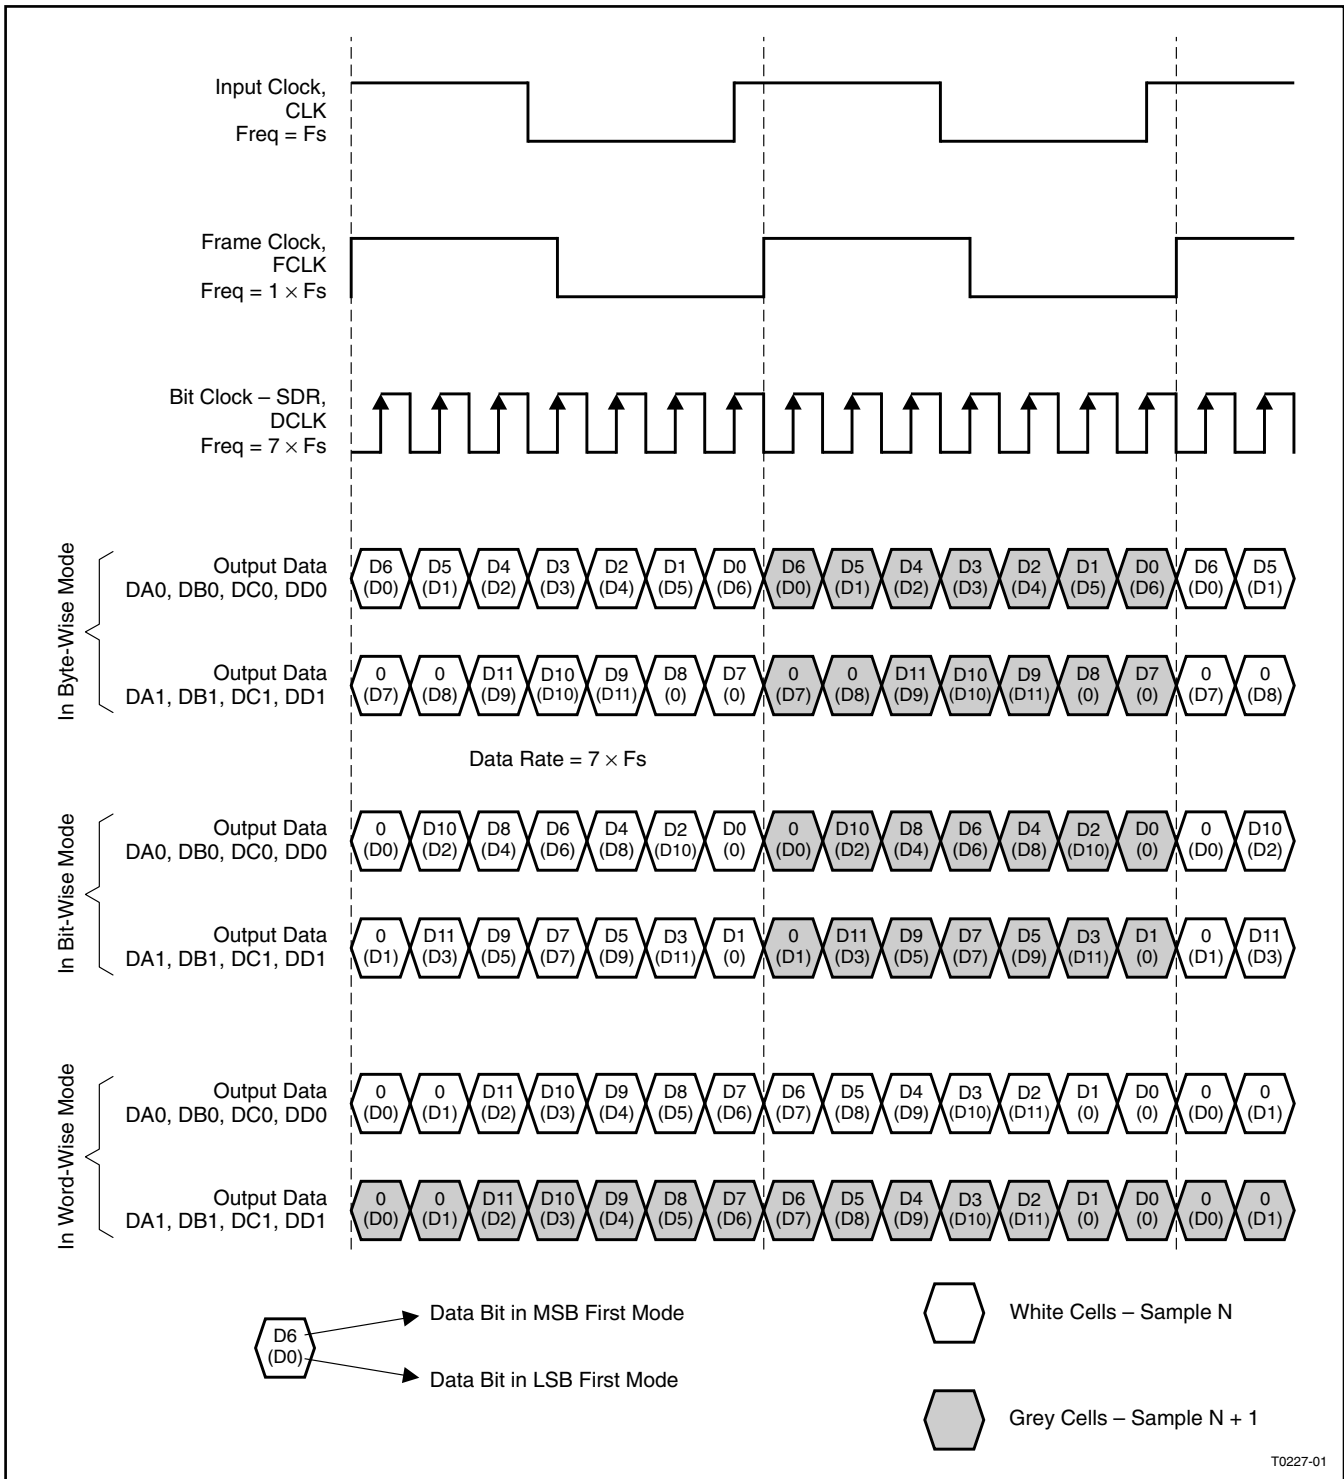 Input Clock,
CLK
Freq = Fs
Frame Clock,
FCLK
Freq = 1 × Fs
Bit Clock – SDR,
DCLK
Freq = 7 × Fs
In Byte-Wise Mode
Output Data
DA0, DB0, DC0, DD0
D6 D5 D4 D3 D2 D1 D0 D6 D5 D4 D3 D2 D1 D0 D6 D5
(D0) (D1) (D2) (D3) (D4) (D5) (D6) (D0) (D1) (D2) (D3) (D4) (D5) (D6) (D0) (D1)
Output Data
DA1, DB1, DC1, DD1
0 0 D11 D10 D9 D8 D7 0 0 D11 D10 D9 D8 D7 0 0
(D7) (D8) (D9) (D10) (D11) (0) (0) (D7) (D8) (D9) (D10) (D11) (0) (0) (D7) (D8)
Data Rate = 7 × Fs
In Bit-Wise Mode
Output Data
DA0, DB0, DC0, DD0
0 D10 D8 D6 D4 D2 D0 0 D10 D8 D6 D4 D2 D0 0 D10
(D0) (D2) (D4) (D6) (D8) (D10) (0) (D0) (D2) (D4) (D6) (D8) (D10) (0) (D0) (D2)
Output Data
DA1, DB1, DC1, DD1
0 D11 D9 D7 D5 D3 D1 0 D11 D9 D7 D5 D3 D1 0 D11
(D1) (D3) (D5) (D7) (D9) (D11) (0) (D1) (D3) (D5) (D7) (D9) (D11) (0) (D1) (D3)
In Word-Wise Mode
Output Data
DA0, DB0, DC0, DD0
0 0 D11 D10 D9 D8 D7 D6 D5 D4 D3 D2 D1 D0 0 0
(D0) (D1) (D2) (D3) (D4) (D5) (D6) (D7) (D8) (D9) (D10) (D11) (0) (0) (D0) (D1)
Output Data
DA1, DB1, DC1, DD1
0 0 D11 D10 D9 D8 D7 D6 D5 D4 D3 D2 D1 D0 0 0
(D0) (D1) (D2) (D3) (D4) (D5) (D6) (D7) (D8) (D9) (D10) (D11) (0) (0) (D0) (D1)
D6
(D0)
Data Bit in MSB First Mode
Data Bit in LSB First Mode
White Cells – Sample N
Grey Cells – Sample N + 1
T0227-01